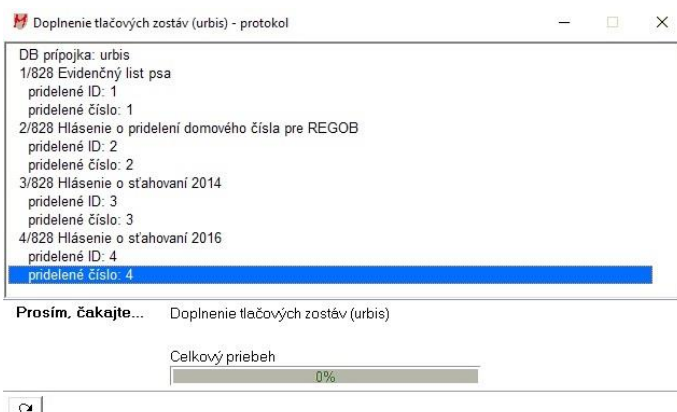 Doplnenie tlačových zostáv (urbis) - protokol
DB prípojka: urbis
1/828 Evidenčný list psa
pridelené ID: 1
pridelené číslo: 1
2/828 Hlásenie o pridelení domového čísla pre REGOB
pridelené ID: 2
pridelené číslo: 2
3/828 Hlásenie o sťahovaní 2014
pridelené ID: 3
pridelené číslo: 3
4/828 Hlásenie o sťahovaní 2016
pridelené ID: 4
pridelené číslo: 4
Prosím, čakajte... Doplnenie tlačových zostáv (urbis)
Celkový priebeh
0%